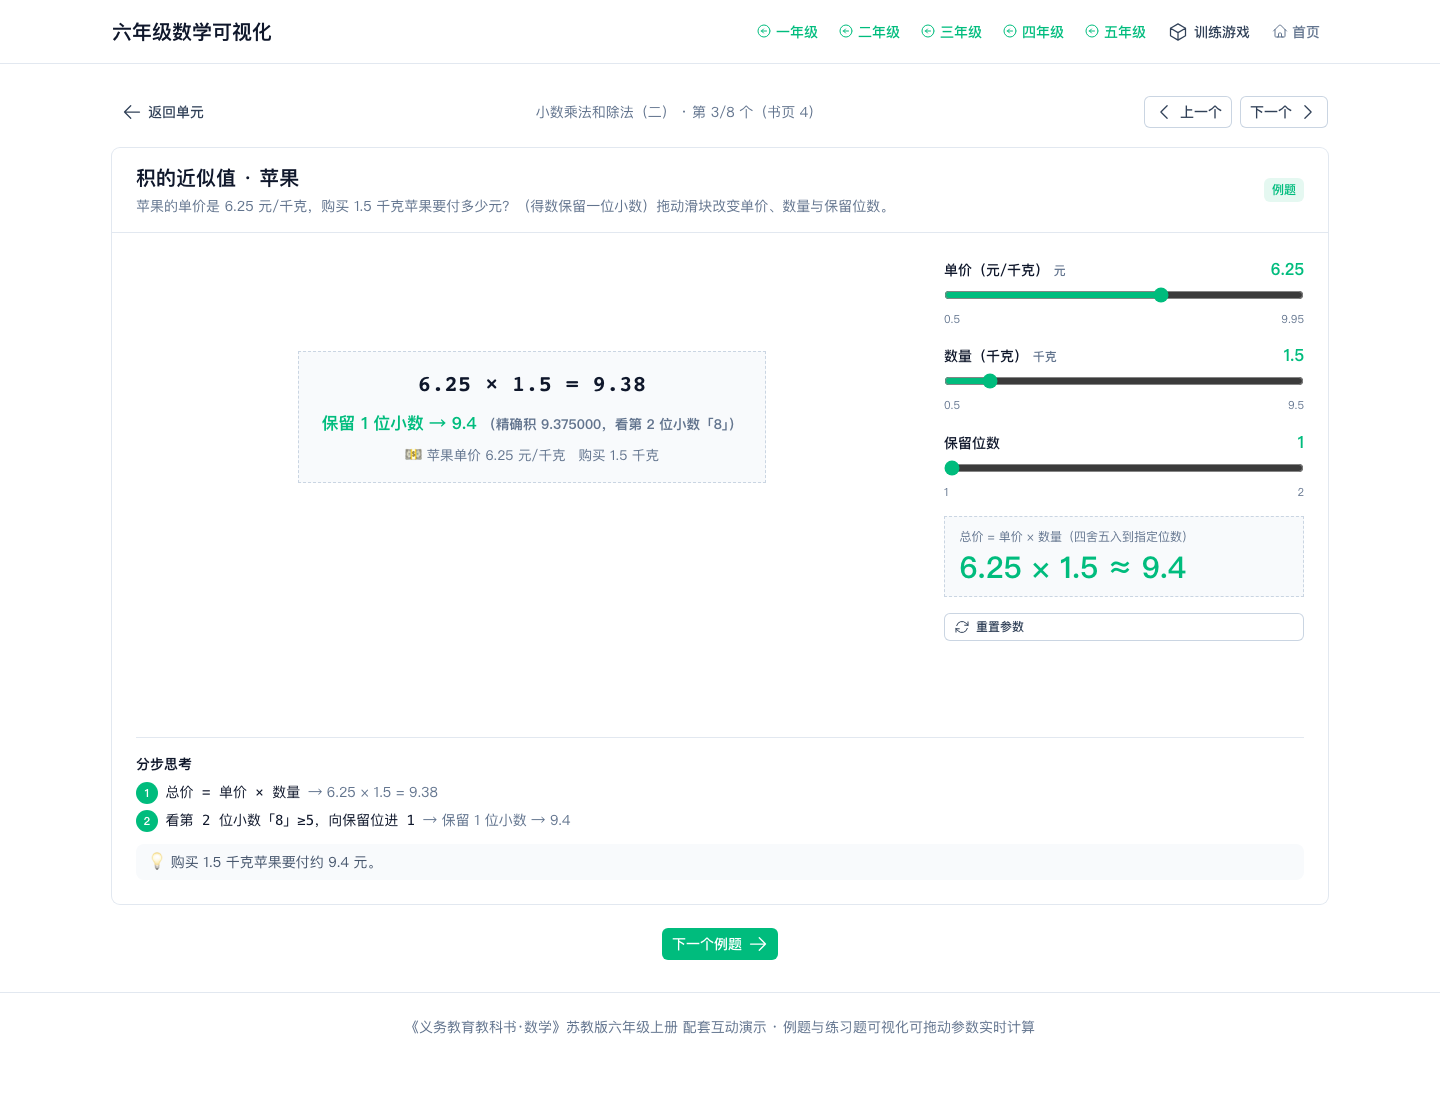 六年级数学可视化
一年级 二年级 三年级 四年级 五年级 训练游戏 首页
返回单元
小数乘法和除法（二） · 第 3/8 个（书页 4）
上一个
下一个
积的近似值 · 苹果
苹果的单价是 6.25 元/千克，购买 1.5 千克苹果要付多少元？（得数保留一位小数）拖动滑块改变单价、数量与保留位数。
例题
6.25 × 1.5 = 9.38
保留 1 位小数 → 9.4 （精确积 9.375000，看第 2 位小数「8」）
苹果单价 6.25 元/千克 购买 1.5 千克
单价（元/千克） 元 6.25
0.5 9.95
数量（千克） 千克 1.5
0.5 9.5
保留位数 1
1 2
总价 = 单价 × 数量（四舍五入到指定位数）
6.25 × 1.5 ≈ 9.4
重置参数
分步思考
1 总价 = 单价 × 数量 → 6.25 × 1.5 = 9.38
2 看第 2 位小数「8」≥5，向保留位进 1 → 保留 1 位小数 → 9.4
购买 1.5 千克苹果要付约 9.4 元。
下一个例题
《义务教育教科书·数学》苏教版六年级上册 配套互动演示 · 例题与练习题可视化可拖动参数实时计算